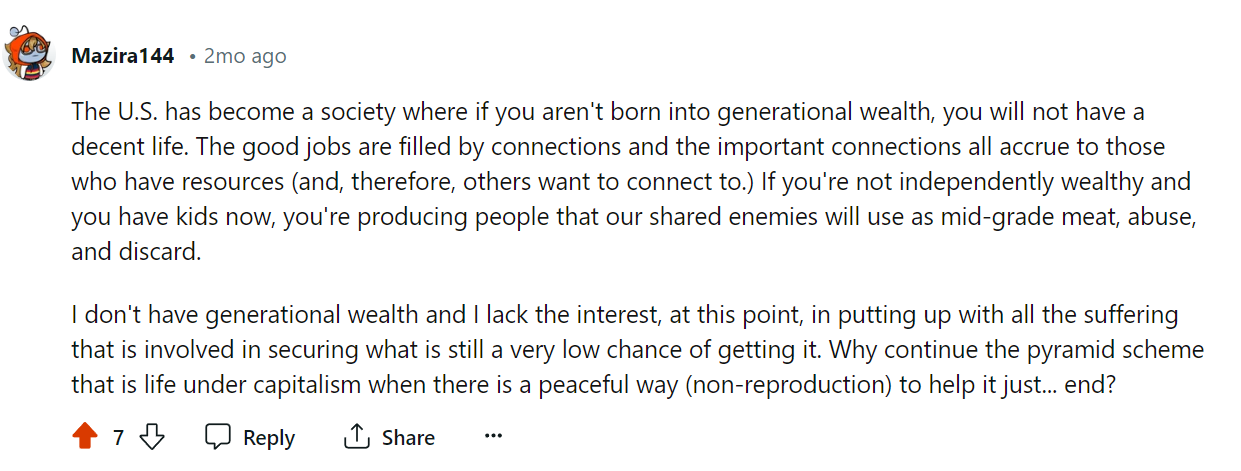 Mazira144 • 2mo ago
The U.S. has become a society where if you aren't born into generational wealth, you will not have a
decent life. The good jobs are filled by connections and the important connections all accrue to those
who have resources (and, therefore, others want to connect to.) If you're not independently wealthy and
you have kids now, you're producing people that our shared enemies will use as mid-grade meat, abuse,
and discard.
I don't have generational wealth and I lack the interest, at this point, in putting up with all the suffering
that is involved in securing what is still a very low chance of getting it. Why continue the pyramid scheme
that is life under capitalism when there is a peaceful way (non-reproduction) to help it just... end?
7 Reply Share ...